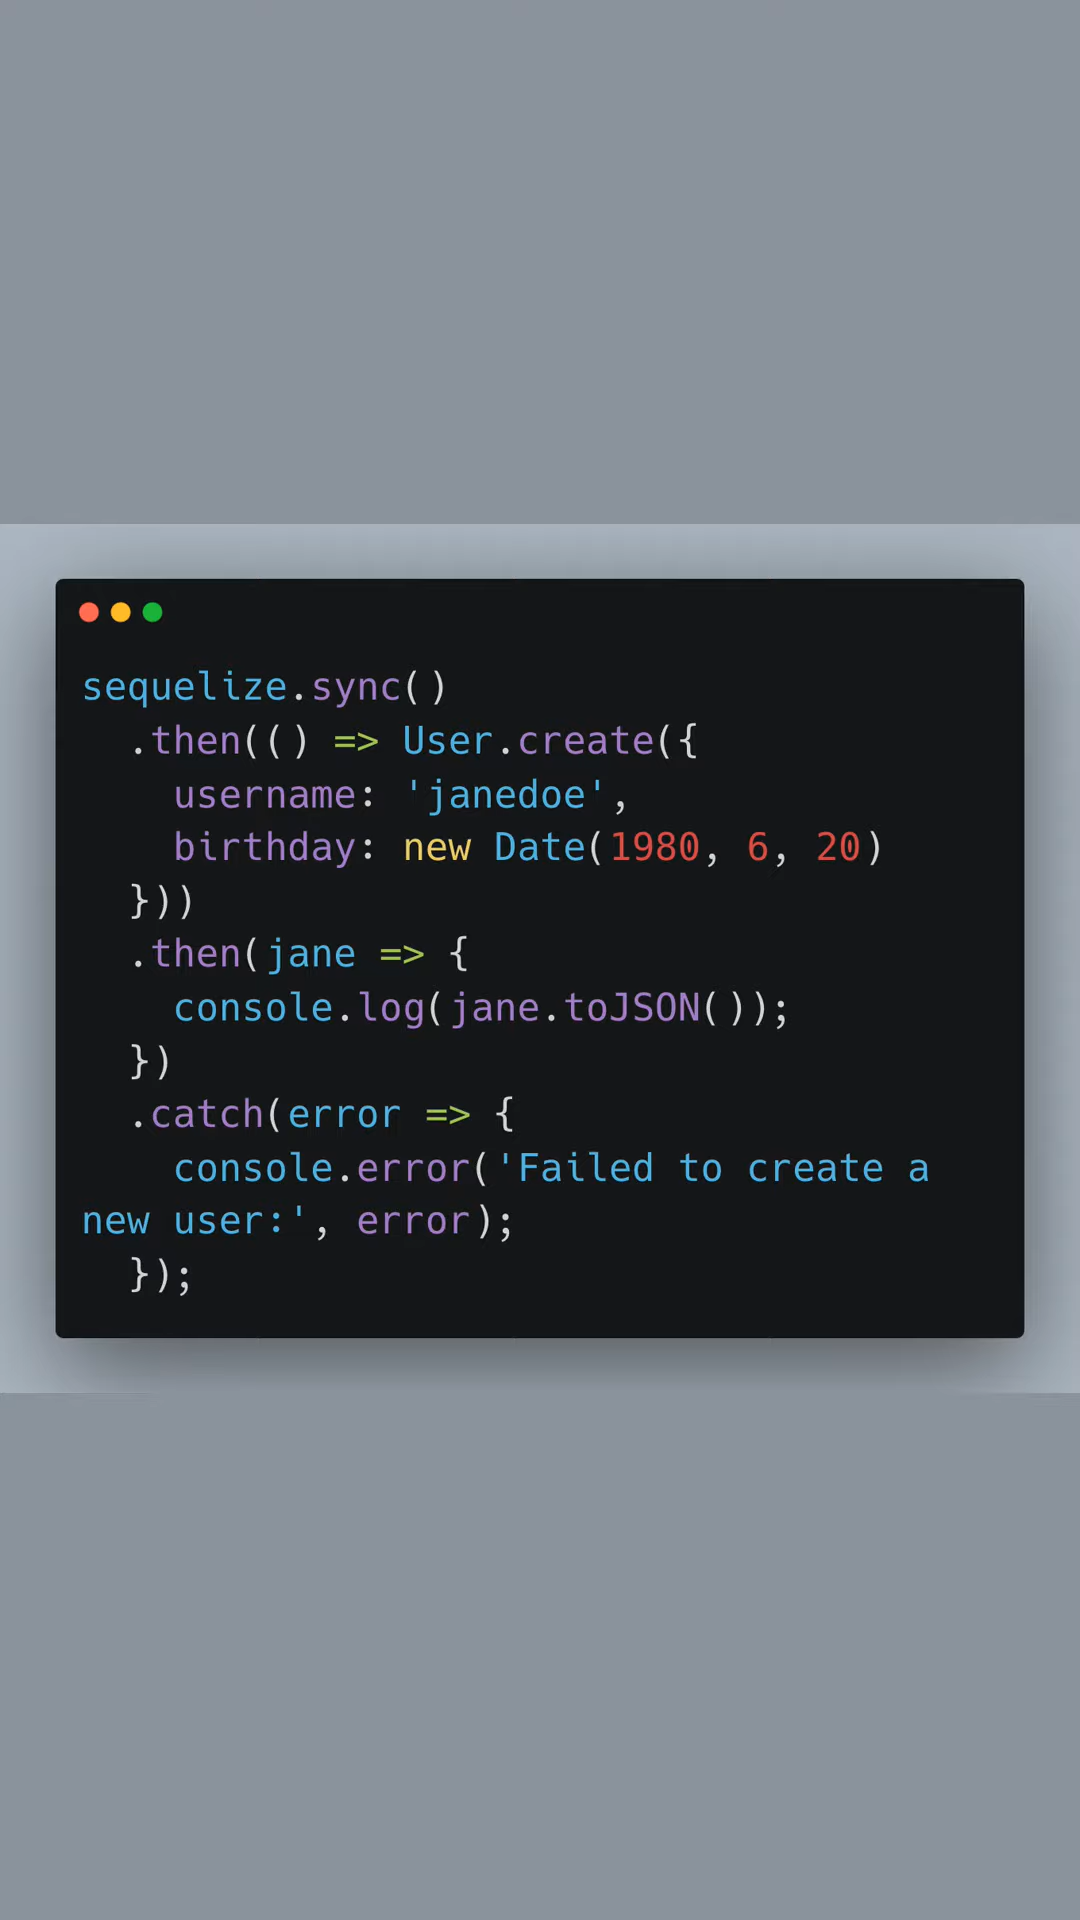 sequelize.sync()
  .then(() => User.create({
    username: 'janedoe',
    birthday: new Date(1980, 6, 20)
  }))
  .then(jane => {
    console.log(jane.toJSON());
  })
  .catch(error => {
    console.error('Failed to create a
new user:', error);
  });